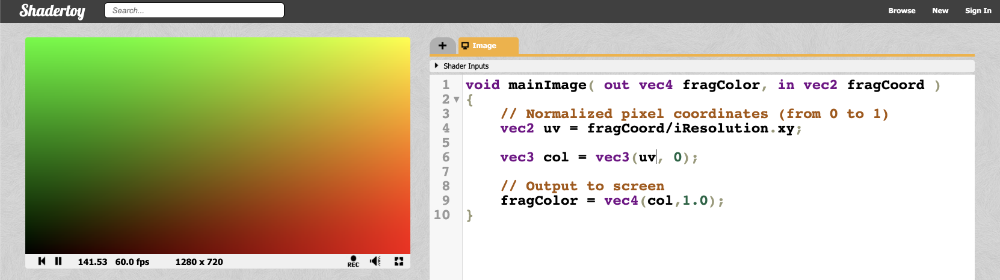 Shadertoy
Search...
Browse New Sign In
+ Image
Shader Inputs
1 void mainImage( out vec4 fragColor, in vec2 fragCoord )
2 {
3 // Normalized pixel coordinates (from 0 to 1)
4 vec2 uv = fragCoord/iResolution.xy;
5
6 vec3 col = vec3(uv, 0);
7
8 // Output to screen
9 fragColor = vec4(col,1.0);
10 }
141.53 60.0 fps 1280 x 720 REC